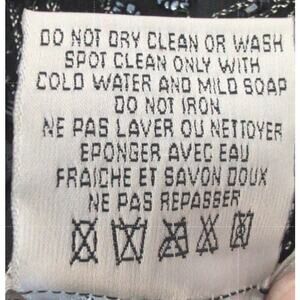 DO NOT DRY CLEAN OR WASH
SPOT CLEAN ONLY WITH
COLD WATER AND MILD SOAP
DO NOT IRON
NE PAS LAVER OU NETTOYER
EPONGER AVEC EAU
FRAICHE ET SAVON DOUX
NE PAS REPASSER